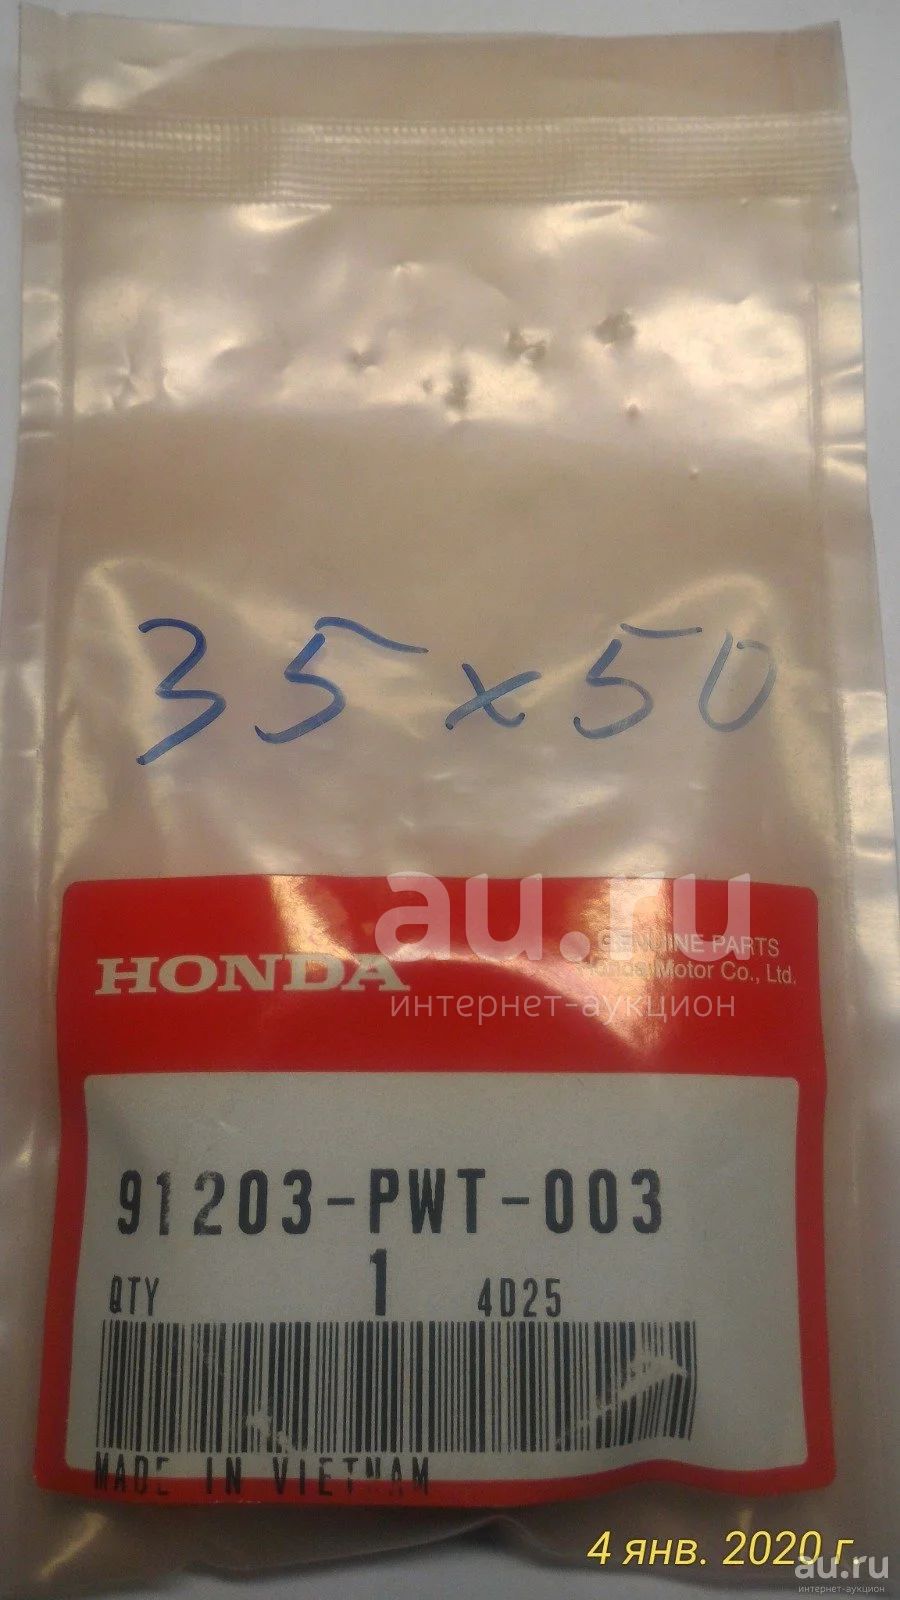 35x50
au.ru
интернет-аукцион
HONDA
GENUINE PARTS
Honda Motor Co., Ltd.
91203-PWT-003
QTY 1 4D25
MADE IN VIETNAM
4 янв. 2020 г.
au.ru
интернет-аукцион